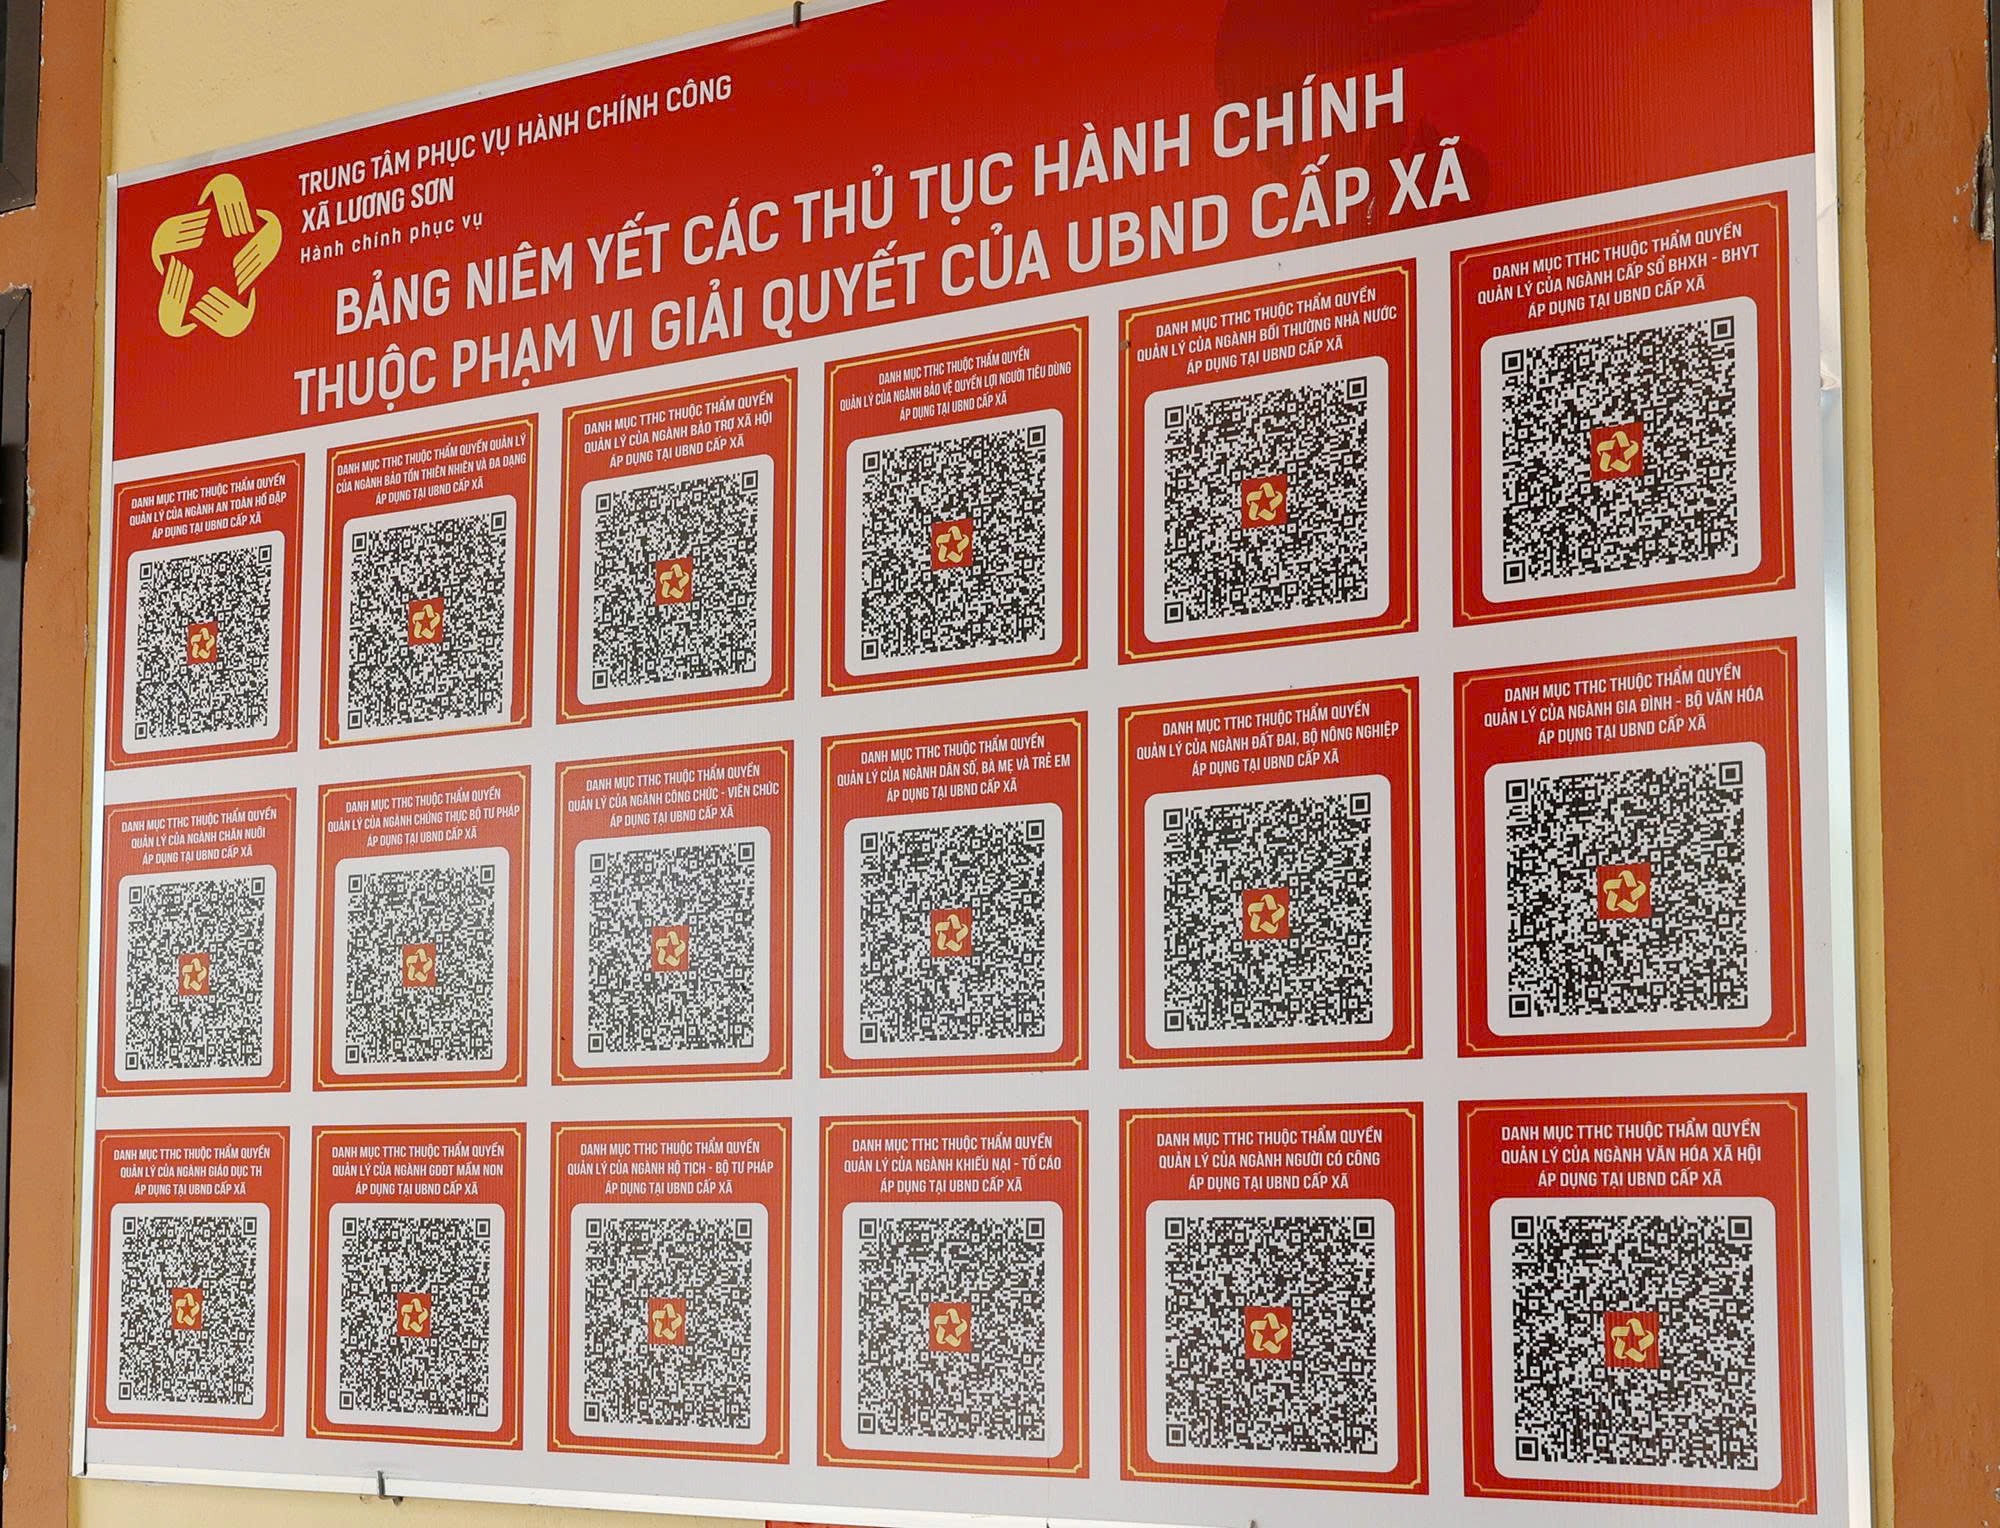 TRUNG TÂM PHỤC VỤ HÀNH CHÍNH CÔNG
XÃ LƯƠNG SƠN
Hành chính phục vụ
BẢNG NIÊM YẾT CÁC THỦ TỤC HÀNH CHÍNH
THUỘC PHẠM VI GIẢI QUYẾT CỦA UBND CẤP XÃ
DANH MỤC TTHC THUỘC THẨM QUYỀN
QUẢN LÝ CỦA NGÀNH AN TOÀN HỒ ĐẬP
ÁP DỤNG TẠI UBND CẤP XÃ
DANH MỤC TTHC THUỘC THẨM QUYỀN QUẢN LÝ
CỦA NGÀNH BẢO TỒN THIÊN NHIÊN VÀ ĐA DẠNG
ÁP DỤNG TẠI UBND CẤP XÃ
DANH MỤC TTHC THUỘC THẨM QUYỀN
QUẢN LÝ CỦA NGÀNH BẢO TRỢ XÃ HỘI
ÁP DỤNG TẠI UBND CẤP XÃ
DANH MỤC TTHC THUỘC THẨM QUYỀN
QUẢN LÝ CỦA NGÀNH BẢO VỆ QUYỀN LỢI NGƯỜI TIÊU DÙNG
ÁP DỤNG TẠI UBND CẤP XÃ
DANH MỤC TTHC THUỘC THẨM QUYỀN
QUẢN LÝ CỦA NGÀNH BỒI THƯỜNG NHÀ NƯỚC
ÁP DỤNG TẠI UBND CẤP XÃ
DANH MỤC TTHC THUỘC THẨM QUYỀN
QUẢN LÝ CỦA NGÀNH CẤP SỔ BHXH - BHYT
ÁP DỤNG TẠI UBND CẤP XÃ
DANH MỤC TTHC THUỘC THẨM QUYỀN
QUẢN LÝ CỦA NGÀNH CHĂN NUÔI
ÁP DỤNG TẠI UBND CẤP XÃ
DANH MỤC TTHC THUỘC THẨM QUYỀN
QUẢN LÝ CỦA NGÀNH CHỨNG THỰC BỘ TƯ PHÁP
ÁP DỤNG TẠI UBND CẤP XÃ
DANH MỤC TTHC THUỘC THẨM QUYỀN
QUẢN LÝ CỦA NGÀNH CÔNG CHỨC - VIÊN CHỨC
ÁP DỤNG TẠI UBND CẤP XÃ
DANH MỤC TTHC THUỘC THẨM QUYỀN
QUẢN LÝ CỦA NGÀNH DÂN SỐ, BÀ MẸ VÀ TRẺ EM
ÁP DỤNG TẠI UBND CẤP XÃ
DANH MỤC TTHC THUỘC THẨM QUYỀN
QUẢN LÝ CỦA NGÀNH ĐẤT ĐAI, BỘ NÔNG NGHIỆP
ÁP DỤNG TẠI UBND CẤP XÃ
DANH MỤC TTHC THUỘC THẨM QUYỀN
QUẢN LÝ CỦA NGÀNH GIA ĐÌNH - BỘ VĂN HÓA
ÁP DỤNG TẠI UBND CẤP XÃ
DANH MỤC TTHC THUỘC THẨM QUYỀN
QUẢN LÝ CỦA NGÀNH GIÁO DỤC TH
ÁP DỤNG TẠI UBND CẤP XÃ
DANH MỤC TTHC THUỘC THẨM QUYỀN
QUẢN LÝ CỦA NGÀNH GDĐT MẦM NON
ÁP DỤNG TẠI UBND CẤP XÃ
DANH MỤC TTHC THUỘC THẨM QUYỀN
QUẢN LÝ CỦA NGÀNH HỘ TỊCH - BỘ TƯ PHÁP
ÁP DỤNG TẠI UBND CẤP XÃ
DANH MỤC TTHC THUỘC THẨM QUYỀN
QUẢN LÝ CỦA NGÀNH KHIẾU NẠI - TỐ CÁO
ÁP DỤNG TẠI UBND CẤP XÃ
DANH MỤC TTHC THUỘC THẨM QUYỀN
QUẢN LÝ CỦA NGÀNH NGƯỜI CÓ CÔNG
ÁP DỤNG TẠI UBND CẤP XÃ
DANH MỤC TTHC THUỘC THẨM QUYỀN
QUẢN LÝ CỦA NGÀNH VĂN HÓA XÃ HỘI
ÁP DỤNG TẠI UBND CẤP XÃ